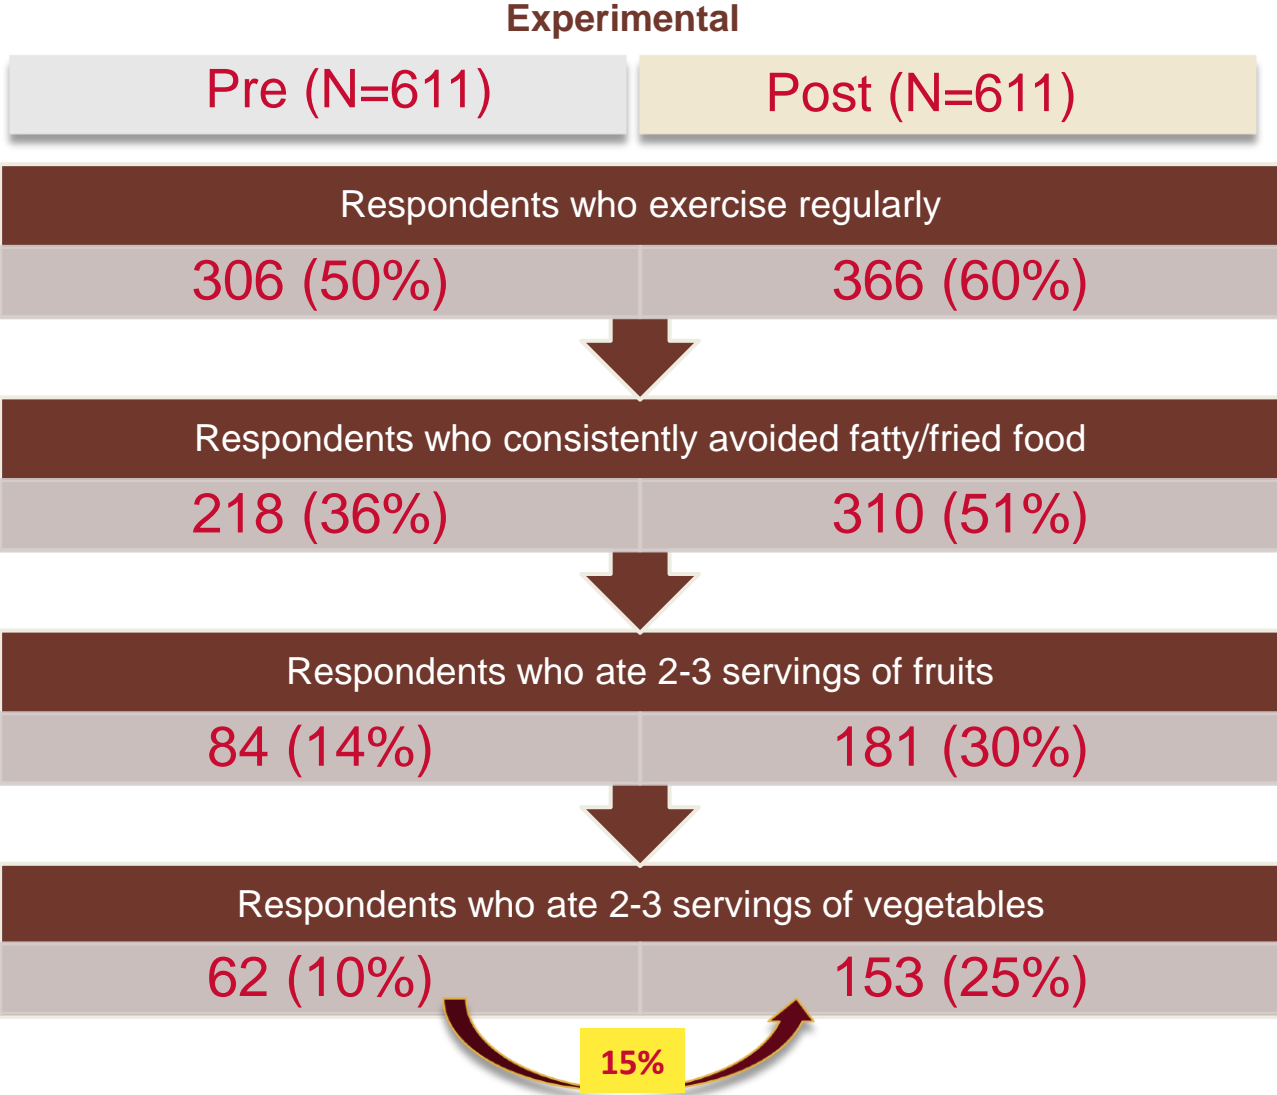 Experimental
Pre (N=611)
Post (N=611)
Respondents who exercise regularly
306 (50%)
366 (60%)
Respondents who consistently avoided fatty/fried food
218 (36%)
310 (51%)
Respondents who ate 2-3 servings of fruits
84 (14%)
181 (30%)
Respondents who ate 2-3 servings of vegetables
62 (10%)
153 (25%)
15%